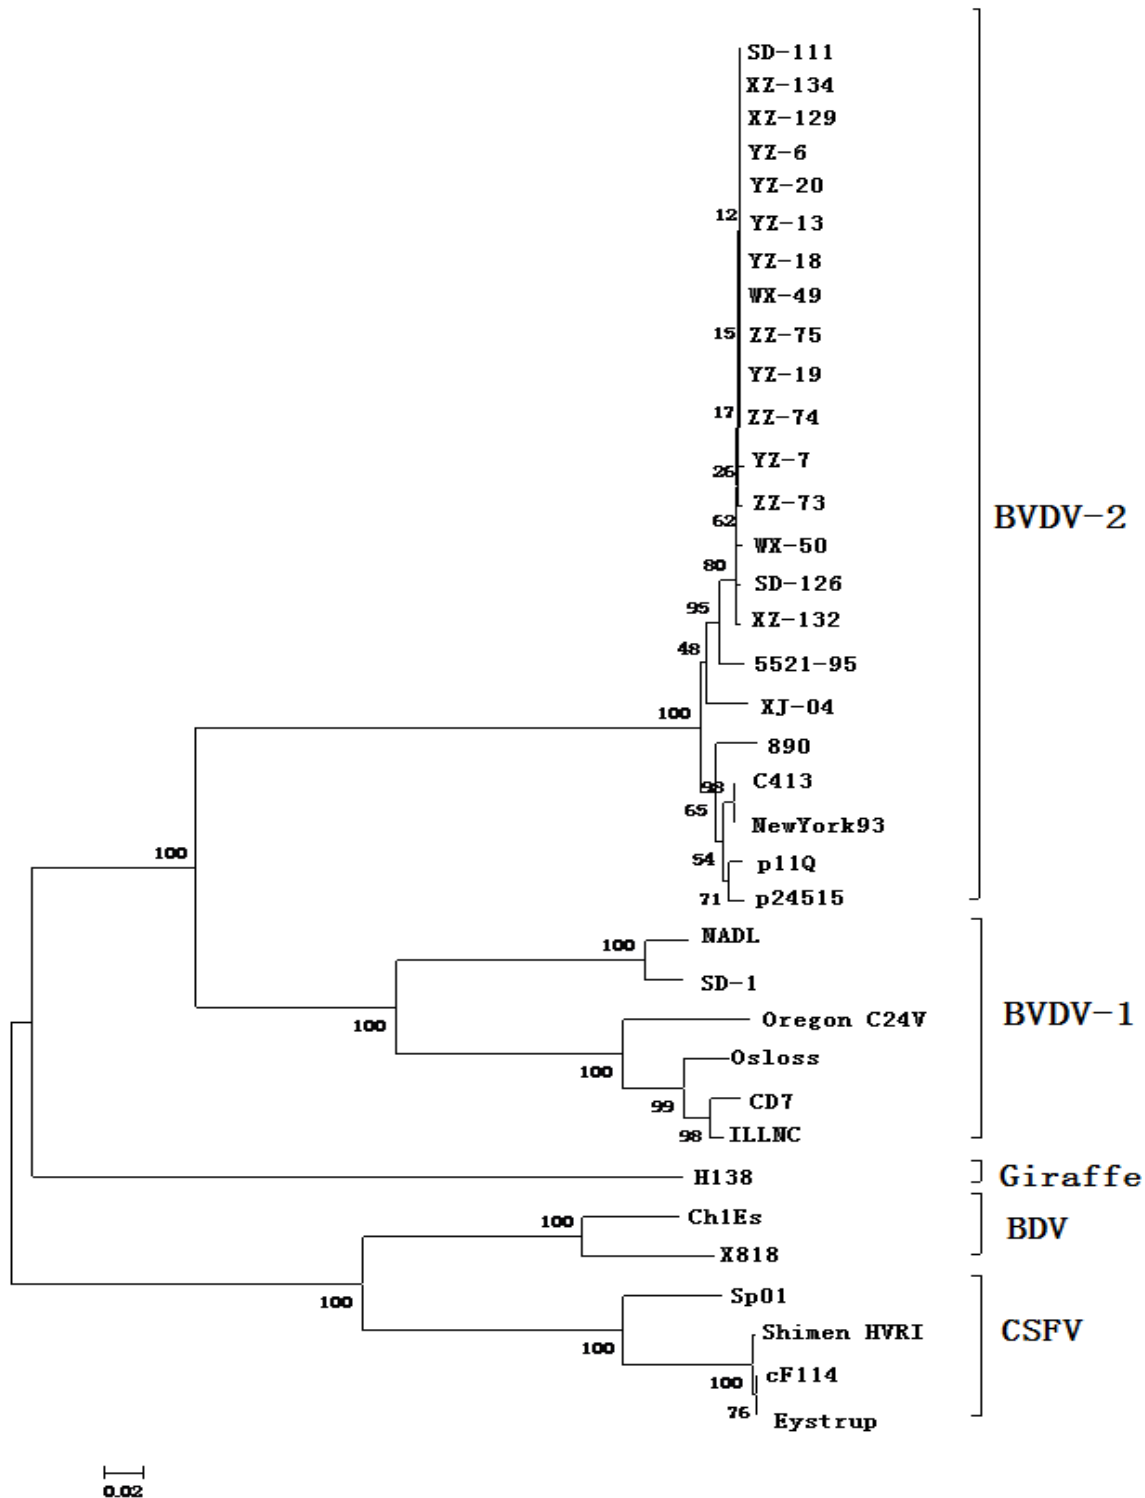 SD-111
XZ-134
XZ-129
YZ-6
YZ-20
12
YZ-13
YZ-18
WX-49
15
ZZ-75
YZ-19
17
ZZ-74
YZ-7
26
ZZ-73
BVDV-2
62
WX-50
80
SD-126
95
XZ-132
48
5521-95
100
XJ-04
890
98
C413
65
NewYork93
100
54
p11Q
71
p24515
100
NADL
SD-1
100
Oregon C24V
BVDV-1
100
Osloss
99
CD7
98
ILLNC
H138
Giraffe
100
Ch1Es
BDV
X818
100
Sp01
100
Shimen HVRI
CSFV
100
cF114
76
Eystrup
0.02